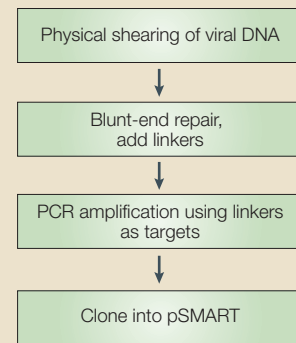 Physical shearing of viral DNA
Blunt-end repair,
add linkers
PCR amplification using linkers
as targets
Clone into pSMART